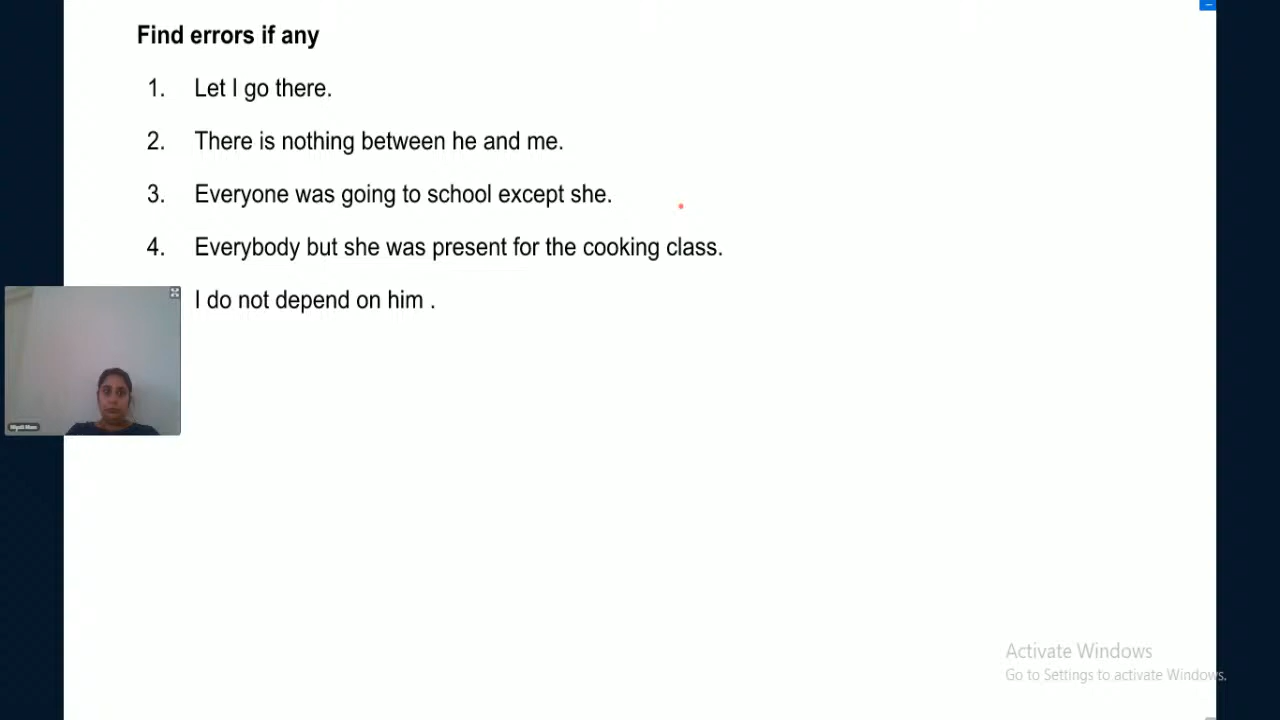 Find errors if any
1. Let I go there.
2. There is nothing between he and me.
3. Everyone was going to school except she.
4. Everybody but she was present for the cooking class.
I do not depend on him .
Activate Windows
Go to Settings to activate Windows.